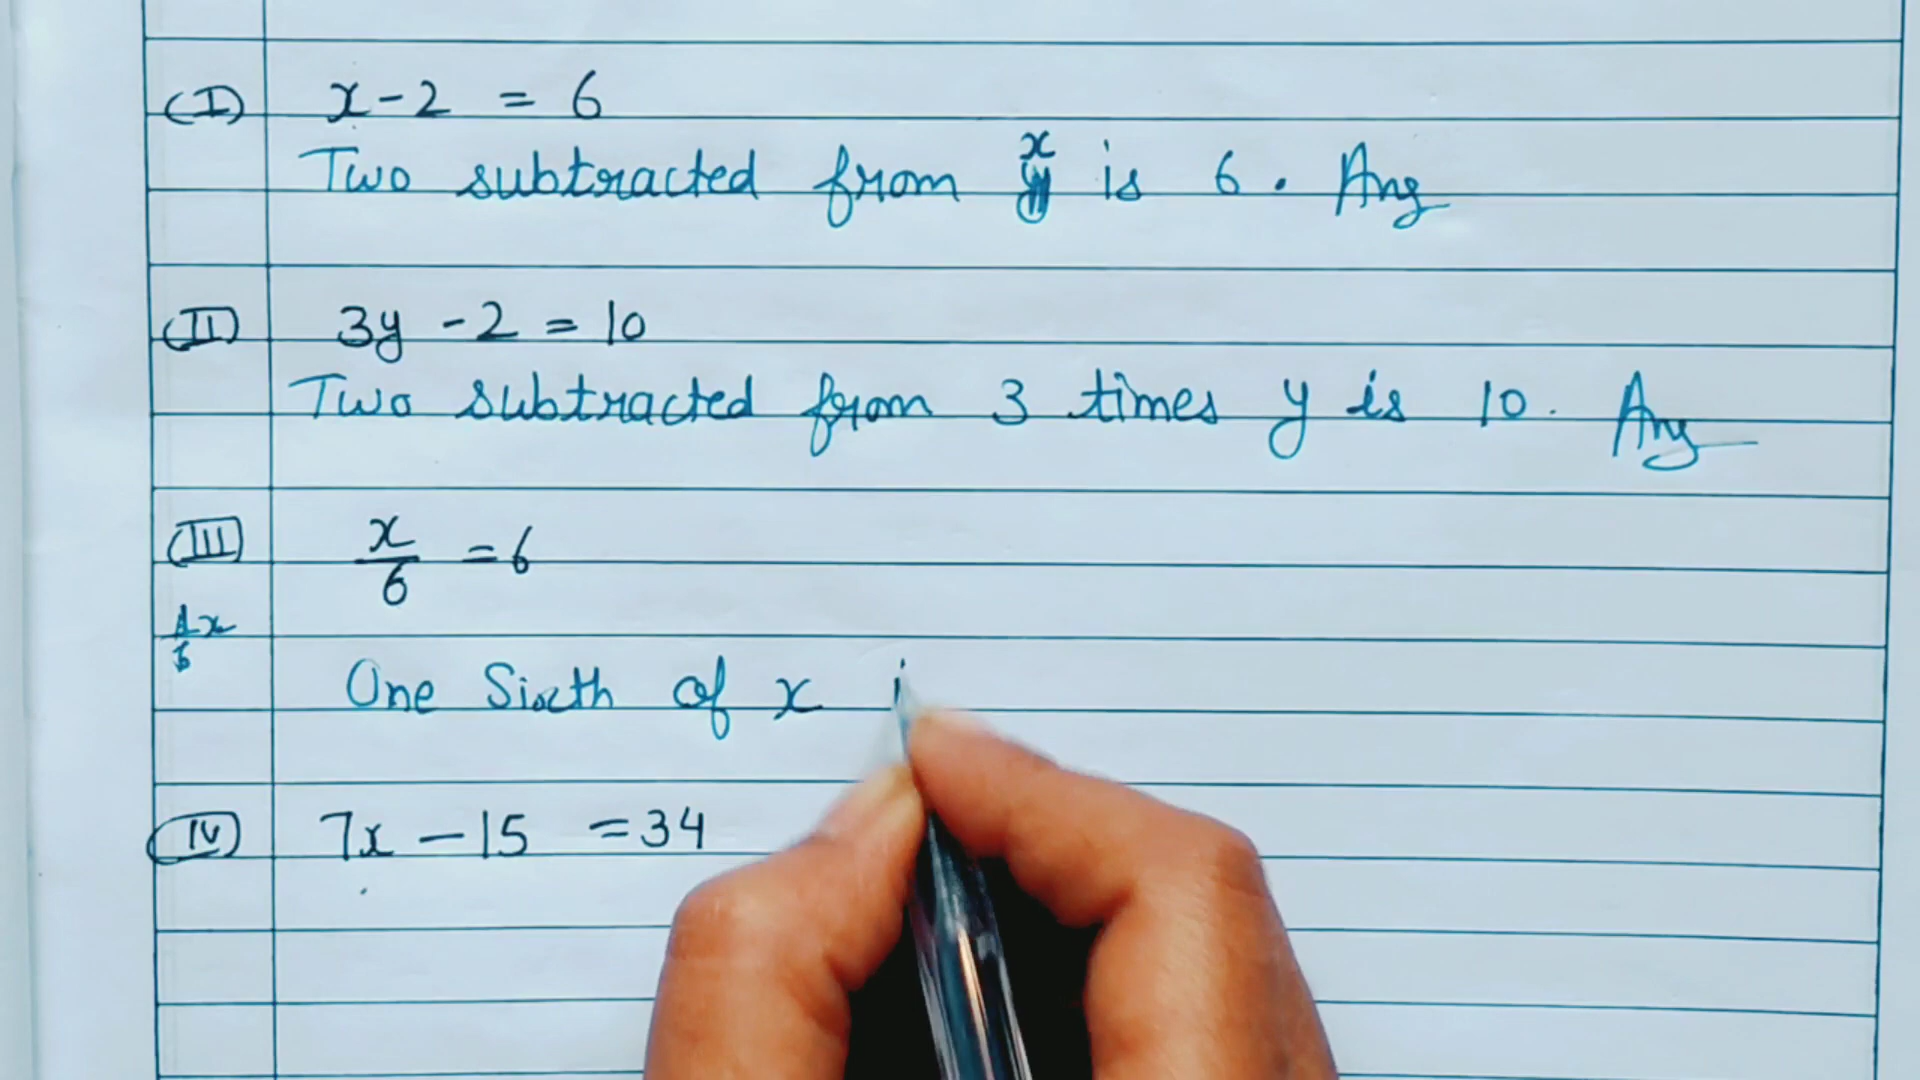 (I) x - 2 = 6
Two subtracted from x is 6. Ans
(II) 3y - 2 = 10
Two subtracted from 3 times y is 10. Ans
(III) x/6 = 6
1/6 x
One Sixth of x i
(IV) 7x - 15 = 34